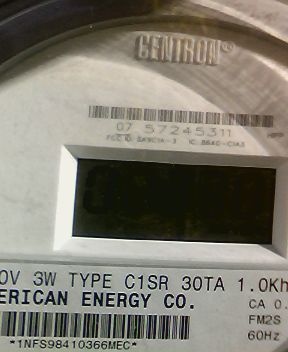 CENTRON®
07 57245311
0V 3W TYPE C1SR 30TA 1.0Kh
ERICAN ENERGY CO.
CA 0.
FM2S
60Hz
*1NFS98410366MEC*